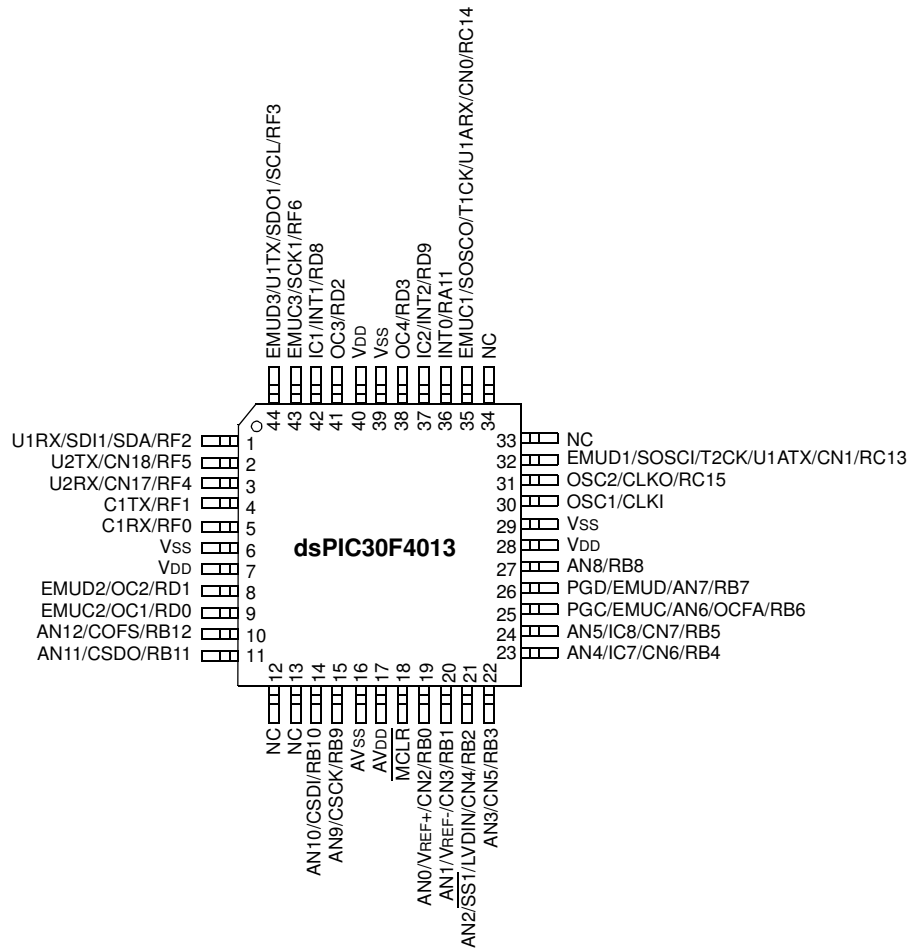 EMUD3/U1TX/SDO1/SCL/RF3
EMUC3/SCK1/RF6
IC1/INT1/RD8
OC3/RD2
VDD
VSS
OC4/RD3
IC2/INT2/RD9
INT0/RA11
EMUC1/SOSCO/T1CK/U1ARX/CN0/RC14
NC
44
43
42
41
40
39
38
37
36
35
34
U1RX/SDI1/SDA/RF2 1
U2TX/CN18/RF5 2
U2RX/CN17/RF4 3
C1TX/RF1 4
C1RX/RF0 5
VSS 6
VDD 7
EMUD2/OC2/RD1 8
EMUC2/OC1/RD0 9
AN12/COFS/RB12 10
AN11/CSDO/RB11 11
dsPIC30F4013
33 NC
32 EMUD1/SOSCI/T2CK/U1ATX/CN1/RC13
31 OSC2/CLKO/RC15
30 OSC1/CLKI
29 VSS
28 VDD
27 AN8/RB8
26 PGD/EMUD/AN7/RB7
25 PGC/EMUC/AN6/OCFA/RB6
24 AN5/IC8/CN7/RB5
23 AN4/IC7/CN6/RB4
12
13
14
15
16
17
18
19
20
21
22
NC
NC
AN10/CSDI/RB10
AN9/CSCK/RB9
AVSS
AVDD
MCLR
AN0/VREF+/CN2/RB0
AN1/VREF-/CN3/RB1
AN2/SS1/LVDIN/CN4/RB2
AN3/CN5/RB3